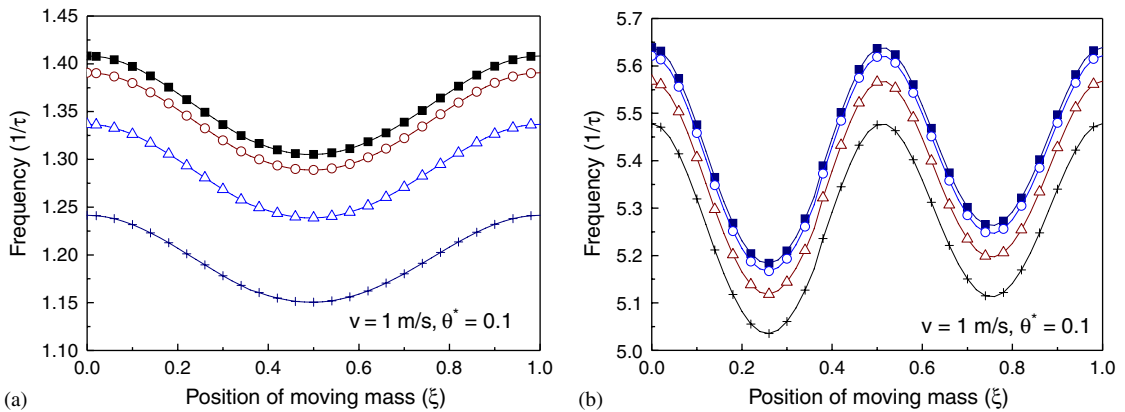 1.45
1.40
1.35
1.30
1.25
1.20
1.15
1.10
Frequency (1/τ)
v = 1 m/s, θ* = 0.1
0.0 0.2 0.4 0.6 0.8 1.0
(a) Position of moving mass (ξ)
5.7
5.6
5.5
5.4
5.3
5.2
5.1
5.0
Frequency (1/τ)
v = 1 m/s, θ* = 0.1
0.0 0.2 0.4 0.6 0.8 1.0
(b) Position of moving mass (ξ)